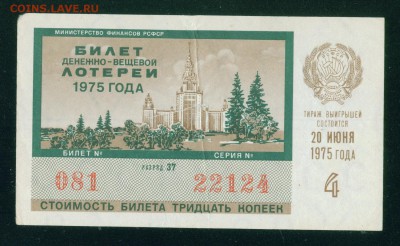 COINS.LAVE.RU
МИНИСТЕРСТВО ФИНАНСОВ РСФСР
БИЛЕТ
ДЕНЕЖНО-ВЕЩЕВОЙ
ЛОТЕРЕИ
1975 ГОДА
БИЛЕТ №
РАЗРЯД 37
СЕРИЯ №
081
22124
СТОИМОСТЬ БИЛЕТА ТРИДЦАТЬ КОПЕЕК
ТИРАЖ ВЫИГРЫШЕЙ
СОСТОИТСЯ
20 ИЮНЯ
1975 ГОДА
4